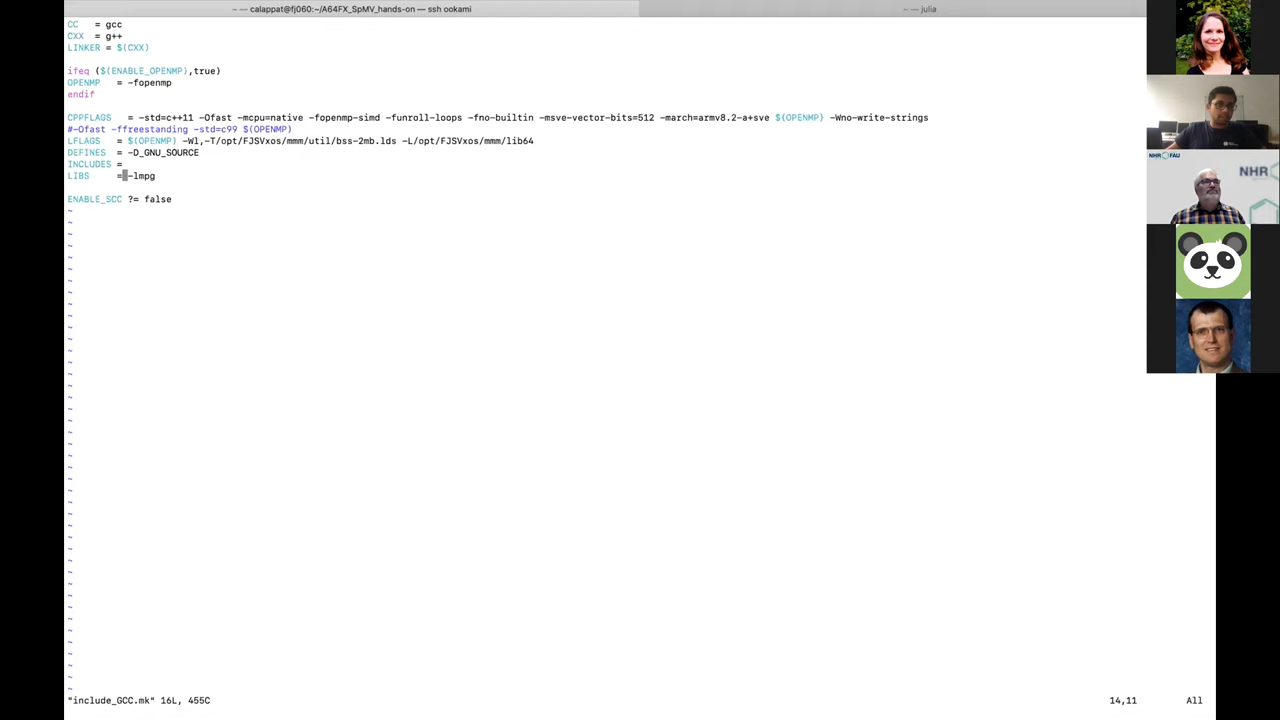 ~ — calappat@fj060:~/A64FX_SpMV_hands-on — ssh ookami
~ — julia
CC = gcc
CXX = g++
LINKER = $(CXX)
ifeq ($(ENABLE_OPENMP),true)
OPENMP = -fopenmp
endif
CPPFLAGS = -std=c++11 -Ofast -mcpu=native -fopenmp-simd -funroll-loops -fno-builtin -msve-vector-bits=512 -march=armv8.2-a+sve ${OPENMP} -Wno-write-strings
#-Ofast -ffreestanding -std=c99 $(OPENMP)
LFLAGS = $(OPENMP) -Wl,-T/opt/FJSVxos/mmm/util/bss-2mb.lds -L/opt/FJSVxos/mmm/lib64
DEFINES = -D_GNU_SOURCE
INCLUDES =
LIBS = -lmpg
ENABLE_SCC ?= false
"include_GCC.mk" 16L, 455C
14,11
All
NHR FAU
NHR